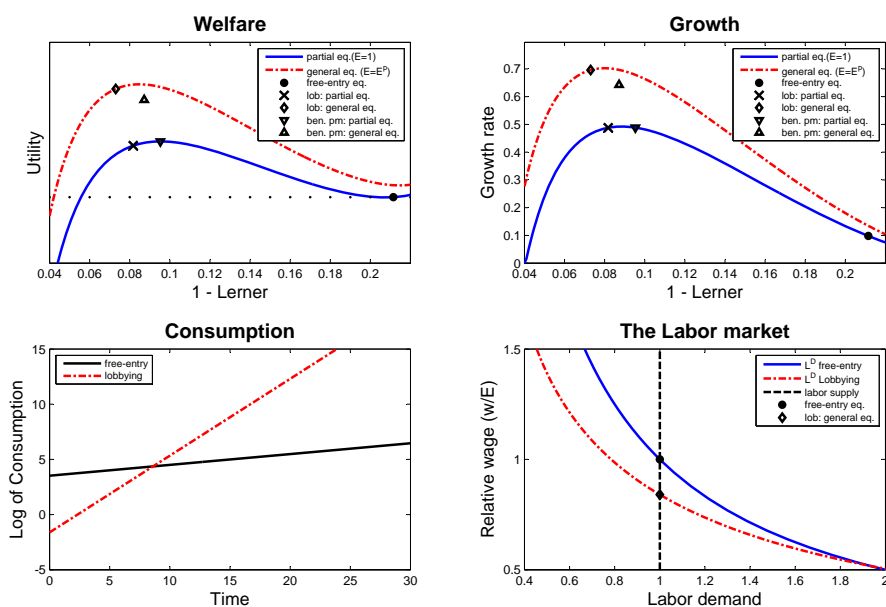 Welfare
Utility
partial eq.(E=1)
general eq. (E=E^p)
free-entry eq.
lob: partial eq.
lob: general eq.
ben. pm: partial eq.
ben. pm: general eq.
0.04 0.06 0.08 0.1 0.12 0.14 0.16 0.18 0.2
1 - Lerner
Growth
Growth rate
0.7
0.6
0.5
0.4
0.3
0.2
0.1
0
partial eq.(E=1)
general eq. (E=E^p)
free-entry eq.
lob: partial eq.
lob: general eq.
ben. pm: partial eq.
ben. pm: general eq.
0.04 0.06 0.08 0.1 0.12 0.14 0.16 0.18 0.2
1 - Lerner
Consumption
Log of Consumption
15
10
5
0
-5
free-entry
lobbying
0 5 10 15 20 25 30
Time
The Labor market
Relative wage (w/E)
1.5
1
0.5
L^D free-entry
L^D Lobbying
labor supply
free-entry eq.
lob: general eq.
0.4 0.6 0.8 1 1.2 1.4 1.6 1.8 2
Labor demand